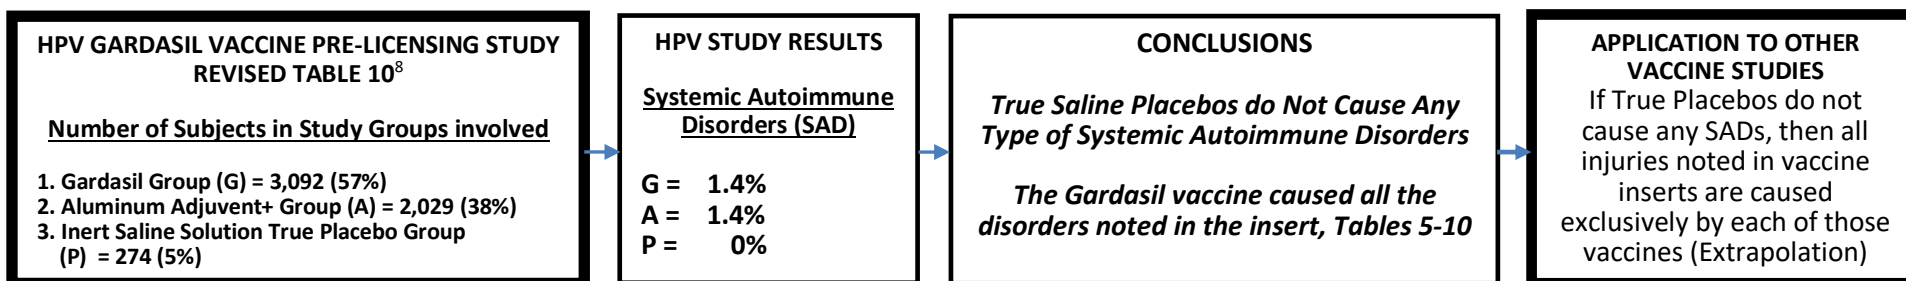 HPV GARDASIL VACCINE PRE-LICENSING STUDY
REVISED TABLE 10⁸
Number of Subjects in Study Groups involved
1. Gardasil Group (G) = 3,092 (57%)
2. Aluminum Adjuvent+ Group (A) = 2,029 (38%)
3. Inert Saline Solution True Placebo Group
(P) = 274 (5%)
HPV STUDY RESULTS
Systemic Autoimmune
Disorders (SAD)
G = 1.4%
A = 1.4%
P = 0%
CONCLUSIONS
True Saline Placebos do Not Cause Any
Type of Systemic Autoimmune Disorders
The Gardasil vaccine caused all the
disorders noted in the insert, Tables 5-10
APPLICATION TO OTHER
VACCINE STUDIES
If True Placebos do not
cause any SADs, then all
injuries noted in vaccine
inserts are caused
exclusively by each of those
vaccines (Extrapolation)